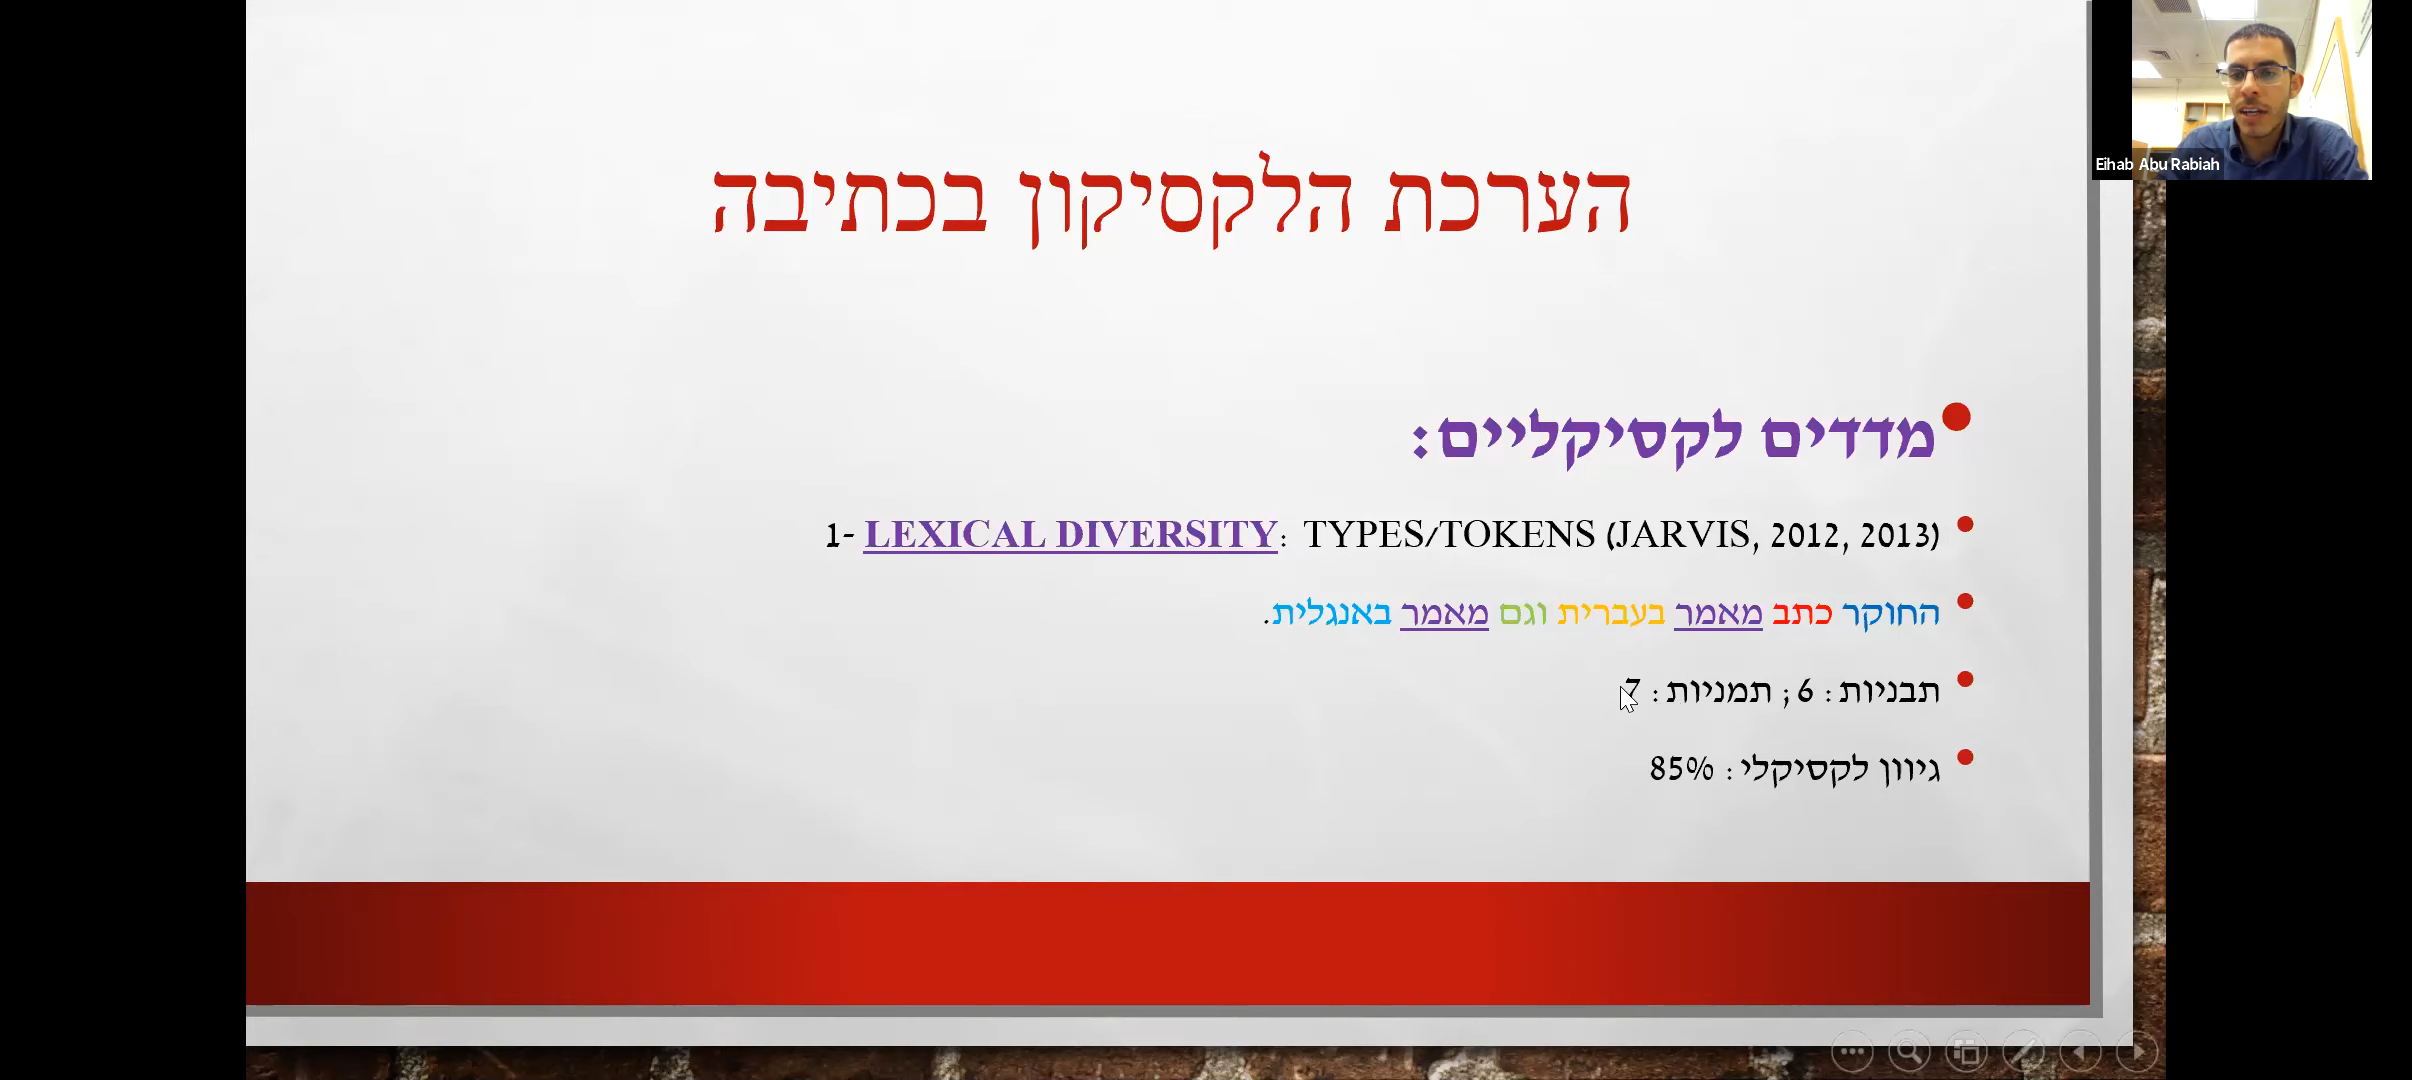 הערכת הלקסיקון בכתיבה
Eihab Abu Rabiah
מדדים לקסיקליים:
1- LEXICAL DIVERSITY: TYPES/TOKENS (JARVIS, 2012, 2013)
החוקר כתב מאמר בעברית וגם מאמר באנגלית.
תבניות: 6; תמניות: 7
גיוון לקסיקלי: 85%